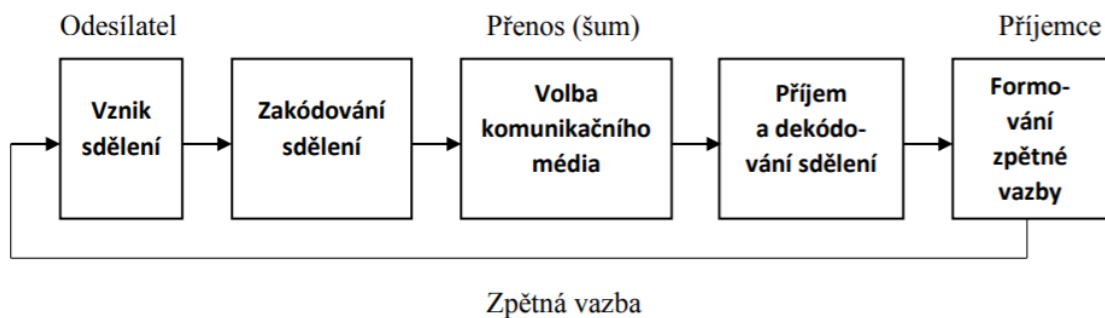 Odesílatel
Přenos (šum)
Příjemce
Vznik
sdělení
Zakódování
sdělení
Volba
komunikačního
média
Příjem
a dekódo-
vání sdělení
Formo-
vání
zpětné
vazby
Zpětná vazba